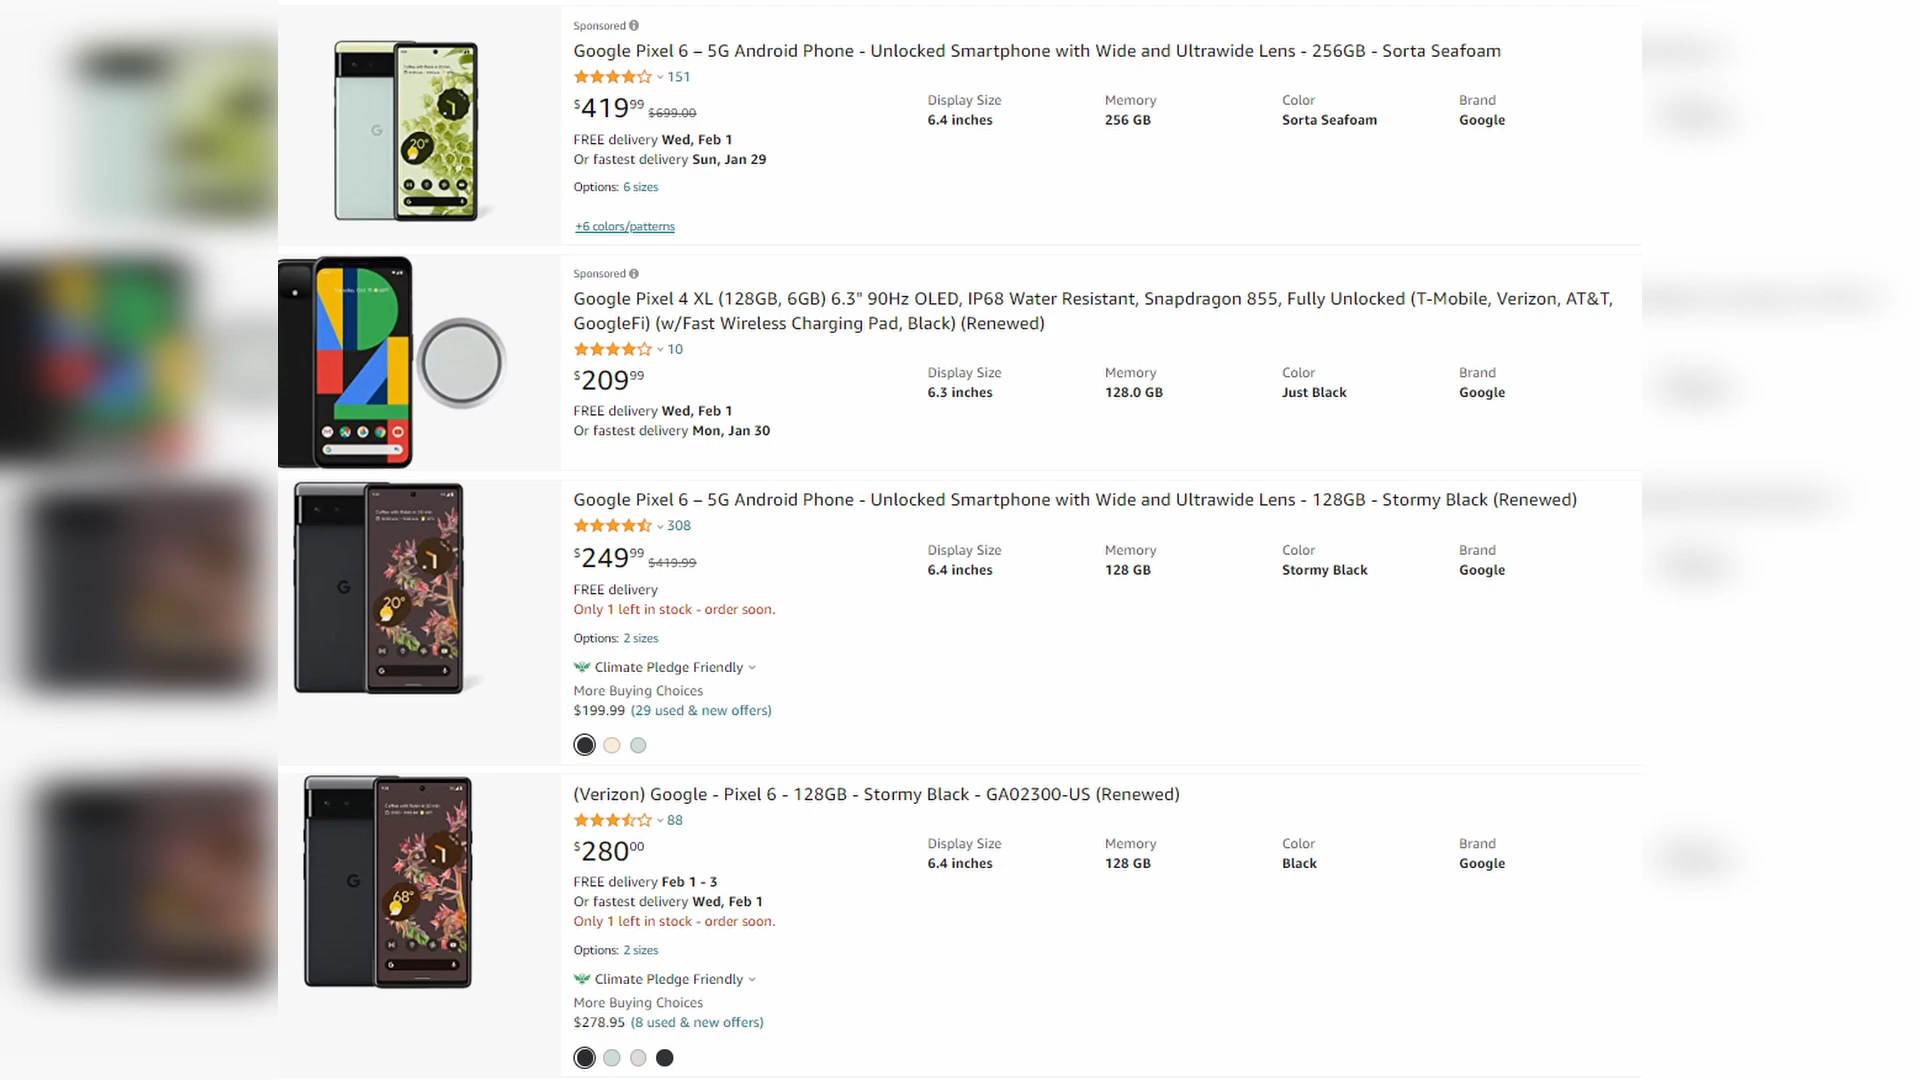 Sponsored
Google Pixel 6 – 5G Android Phone - Unlocked Smartphone with Wide and Ultrawide Lens - 256GB - Sorta Seafoam
151
$419.99 $699.00
Display Size Memory Color Brand
6.4 inches 256 GB Sorta Seafoam Google
FREE delivery Wed, Feb 1
Or fastest delivery Sun, Jan 29
Options: 6 sizes
+6 colors/patterns
Sponsored
Google Pixel 4 XL (128GB, 6GB) 6.3" 90Hz OLED, IP68 Water Resistant, Snapdragon 855, Fully Unlocked (T-Mobile, Verizon, AT&T,
GoogleFi) (w/Fast Wireless Charging Pad, Black) (Renewed)
10
$209.99
Display Size Memory Color Brand
6.3 inches 128.0 GB Just Black Google
FREE delivery Wed, Feb 1
Or fastest delivery Mon, Jan 30
Google Pixel 6 – 5G Android Phone - Unlocked Smartphone with Wide and Ultrawide Lens - 128GB - Stormy Black (Renewed)
308
$249.99 $419.99
Display Size Memory Color Brand
6.4 inches 128 GB Stormy Black Google
FREE delivery
Only 1 left in stock - order soon.
Options: 2 sizes
Climate Pledge Friendly
More Buying Choices
$199.99 (29 used & new offers)
(Verizon) Google - Pixel 6 - 128GB - Stormy Black - GA02300-US (Renewed)
88
$280.00
Display Size Memory Color Brand
6.4 inches 128 GB Black Google
FREE delivery Feb 1 - 3
Or fastest delivery Wed, Feb 1
Only 1 left in stock - order soon.
Options: 2 sizes
Climate Pledge Friendly
More Buying Choices
$278.95 (8 used & new offers)
20°
G
20°
G
68°
G